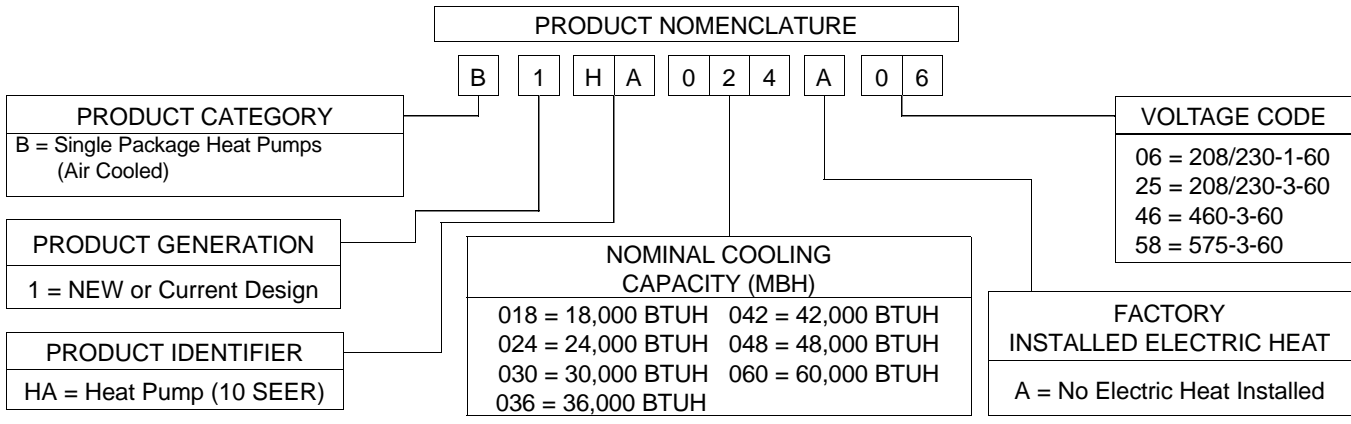 PRODUCT NOMENCLATURE
B 1 H A 0 2 4 A 0 6
PRODUCT CATEGORY
B = Single Package Heat Pumps
(Air Cooled)
PRODUCT GENERATION
1 = NEW or Current Design
PRODUCT IDENTIFIER
HA = Heat Pump (10 SEER)
NOMINAL COOLING
CAPACITY (MBH)
018 = 18,000 BTUH 042 = 42,000 BTUH
024 = 24,000 BTUH 048 = 48,000 BTUH
030 = 30,000 BTUH 060 = 60,000 BTUH
036 = 36,000 BTUH
FACTORY
INSTALLED ELECTRIC HEAT
A = No Electric Heat Installed
VOLTAGE CODE
06 = 208/230-1-60
25 = 208/230-3-60
46 = 460-3-60
58 = 575-3-60